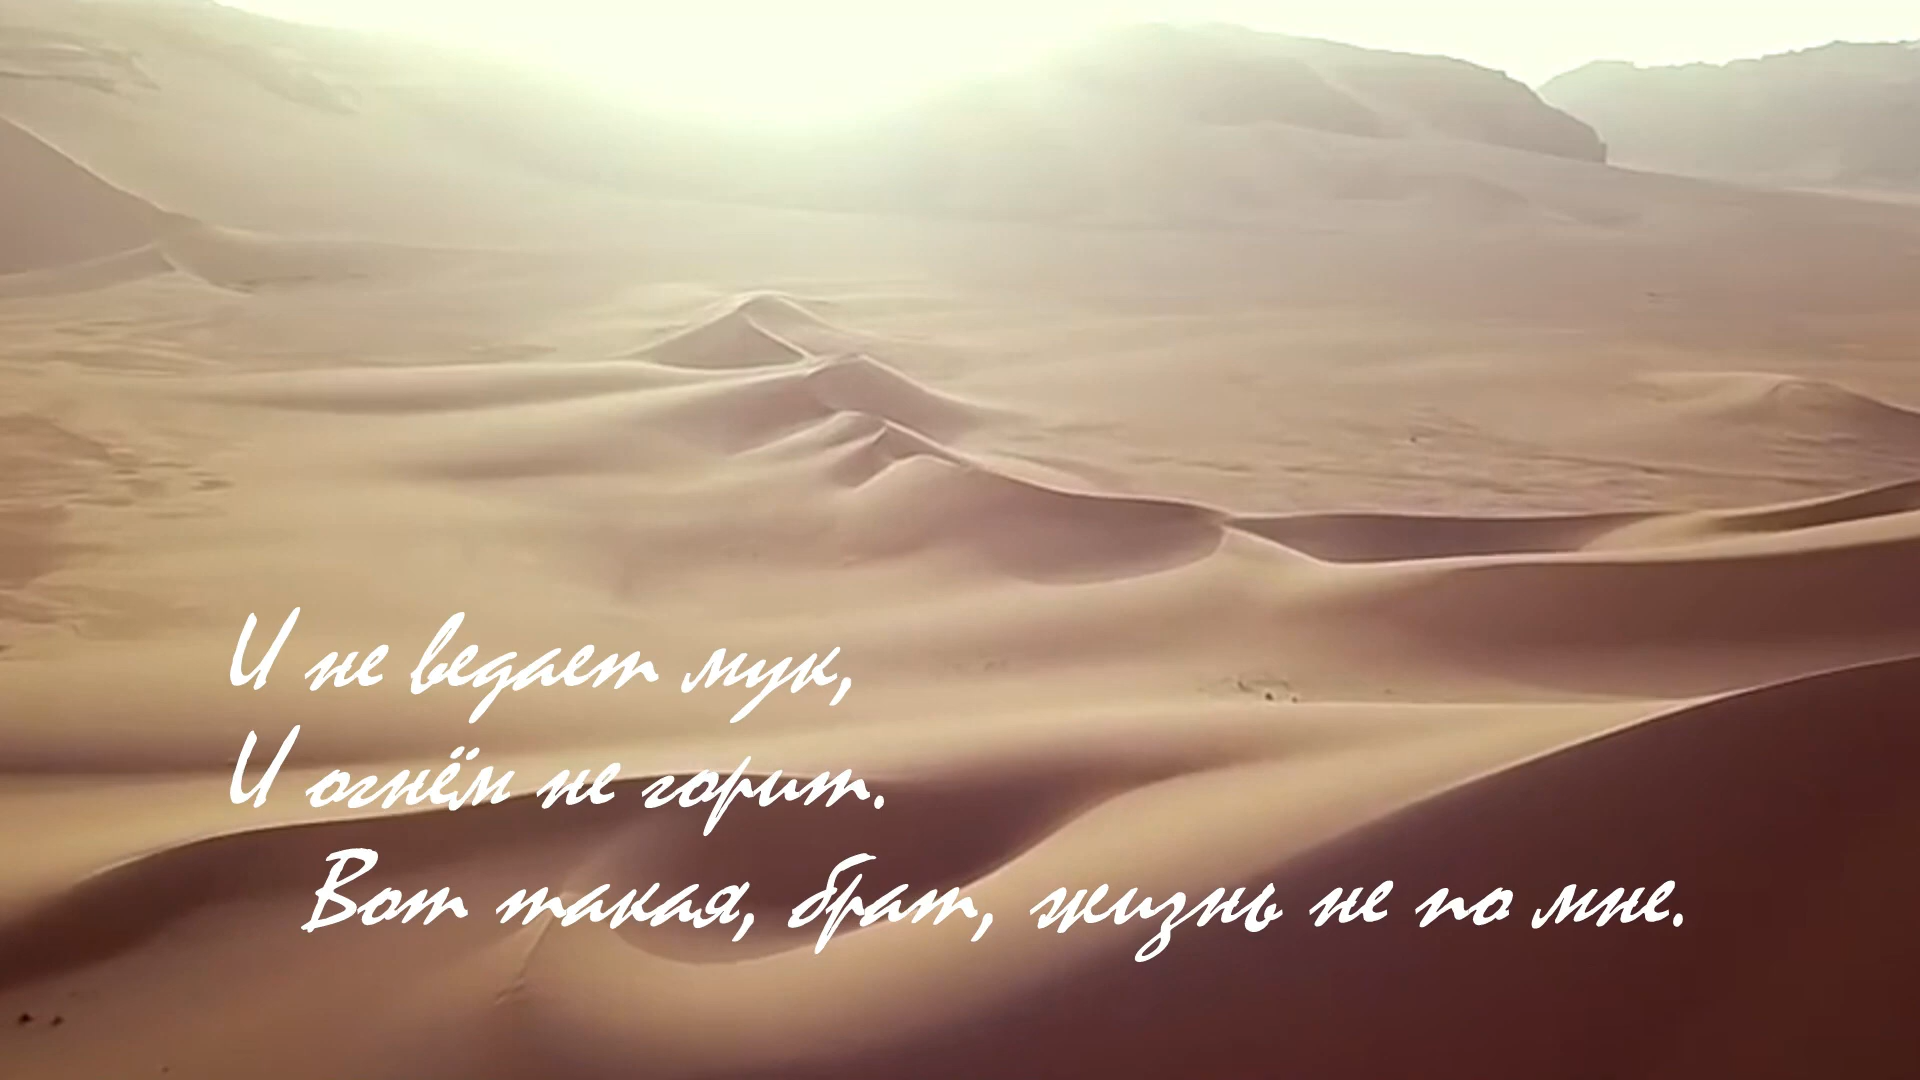 И не ведает мук,
И огнём не горит.
Вот такая, брат, жизнь не по мне.